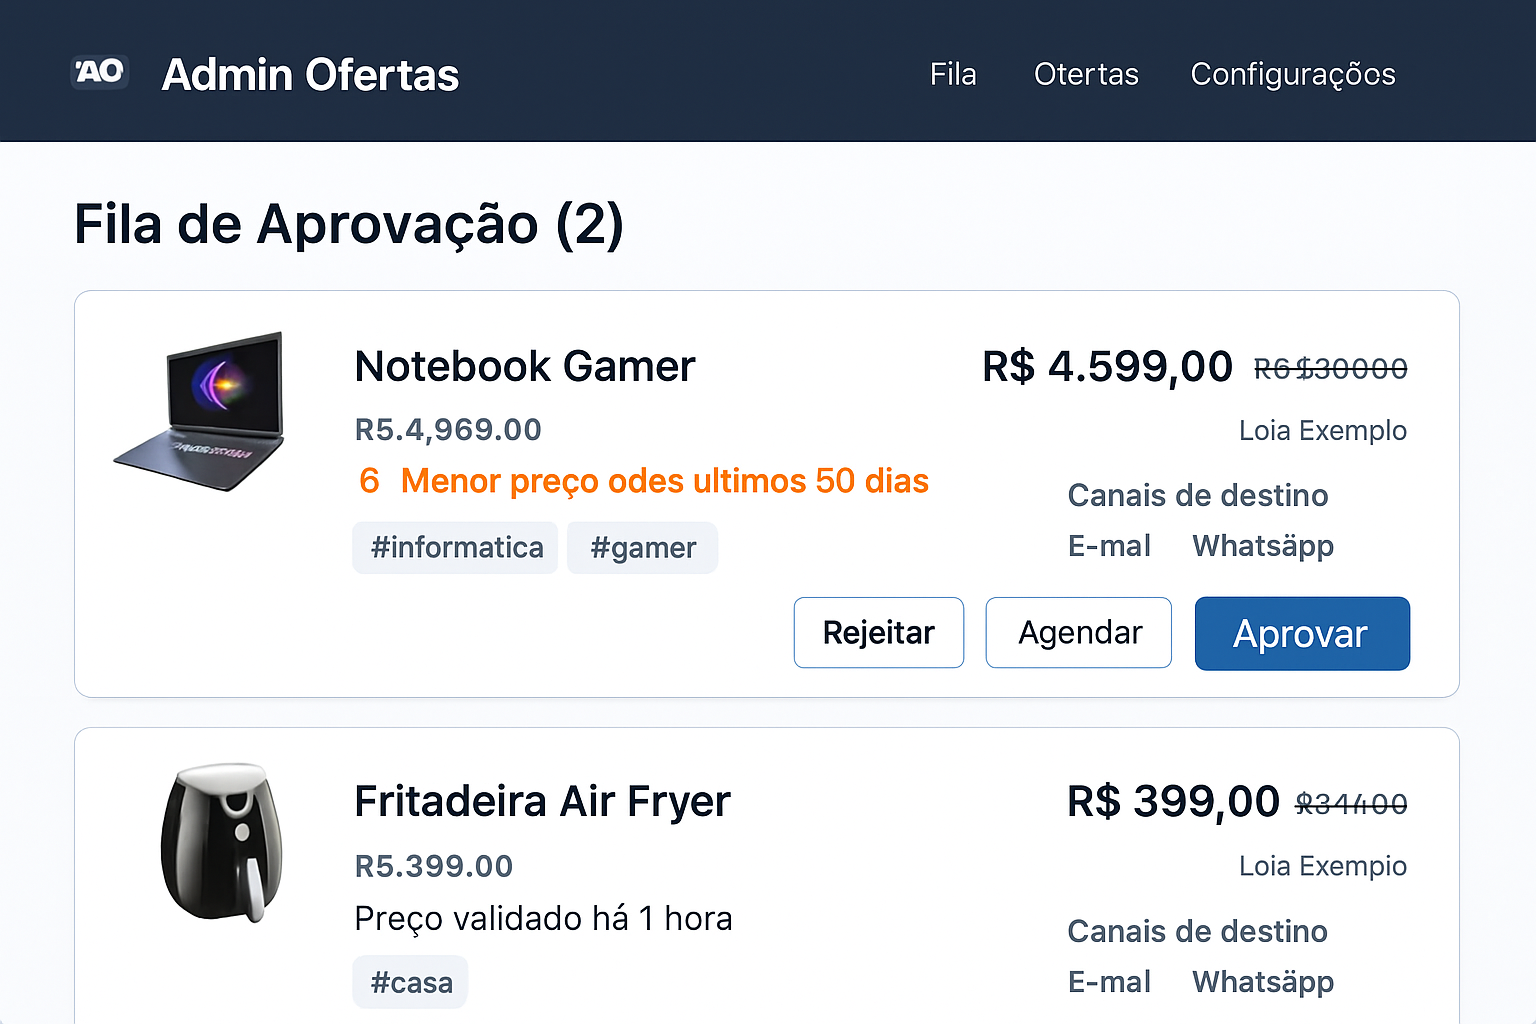 AO Admin Ofertas Fila Otertas Configurações
Fila de Aprovação (2)
Notebook Gamer R$ 4.599,00 R6$30000
R5.4,969.00 Loia Exemplo
6 Menor preço odes ultimos 50 dias
Canais de destino
#informatica #gamer E-mal Whatsäpp
Rejeitar Agendar Aprovar
Fritadeira Air Fryer R$ 399,00 R34400
R5.399.00 Loia Exempio
Preço validado há 1 hora
Canais de destino
#casa E-mal Whatsäpp